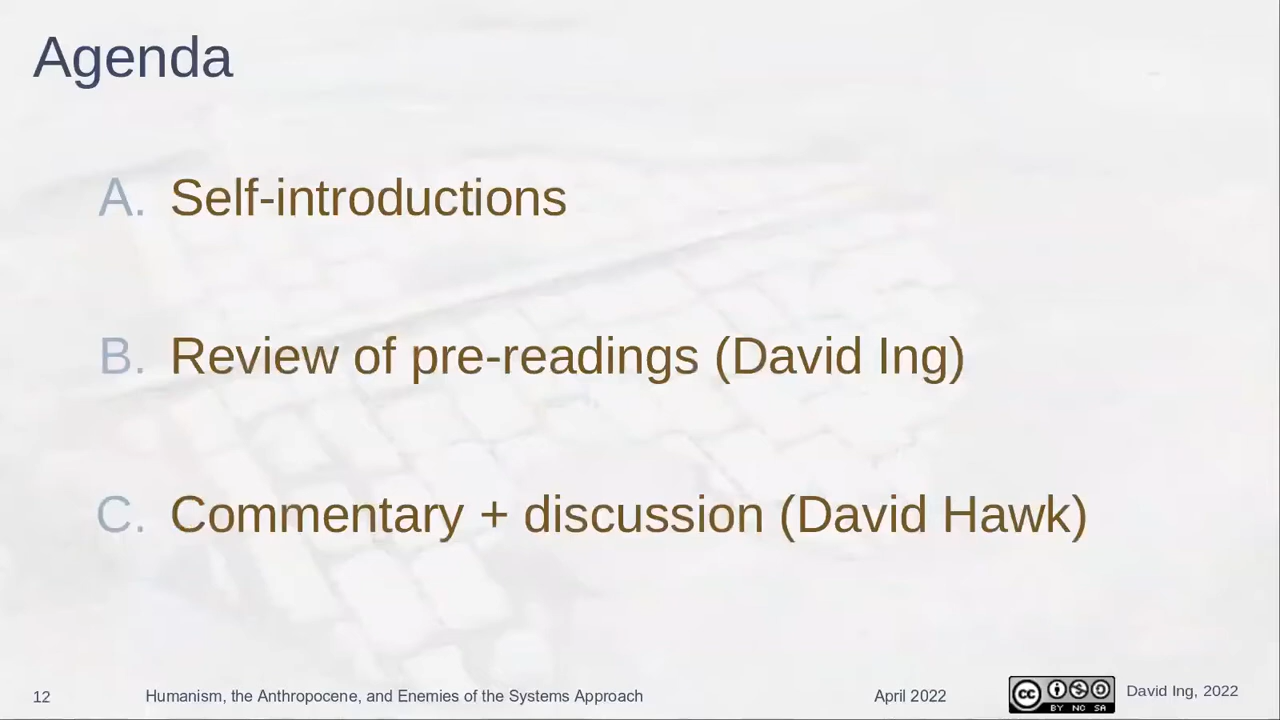 Agenda
A. Self-introductions
B. Review of pre-readings (David Ing)
C. Commentary + discussion (David Hawk)
12 Humanism, the Anthropocene, and Enemies of the Systems Approach April 2022 cc BY NC SA David Ing, 2022